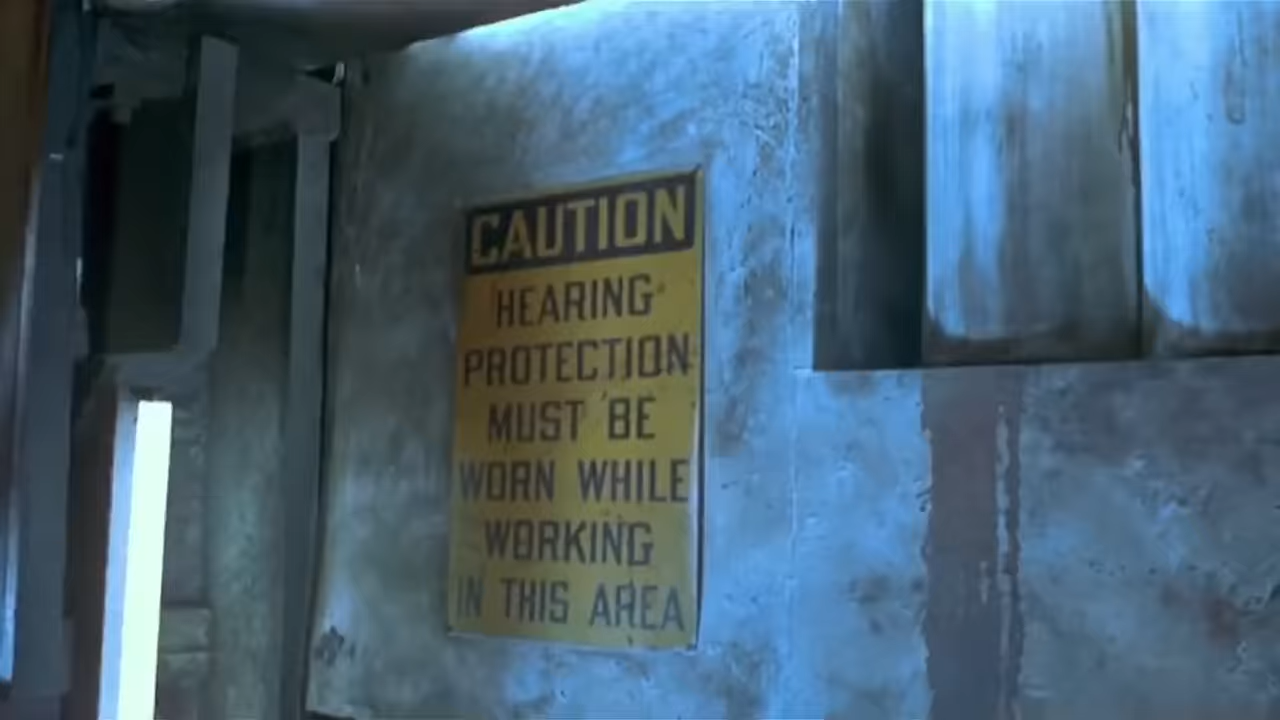 CAUTION
HEARING
PROTECTION
MUST BE
WORN WHILE
WORKING
IN THIS AREA